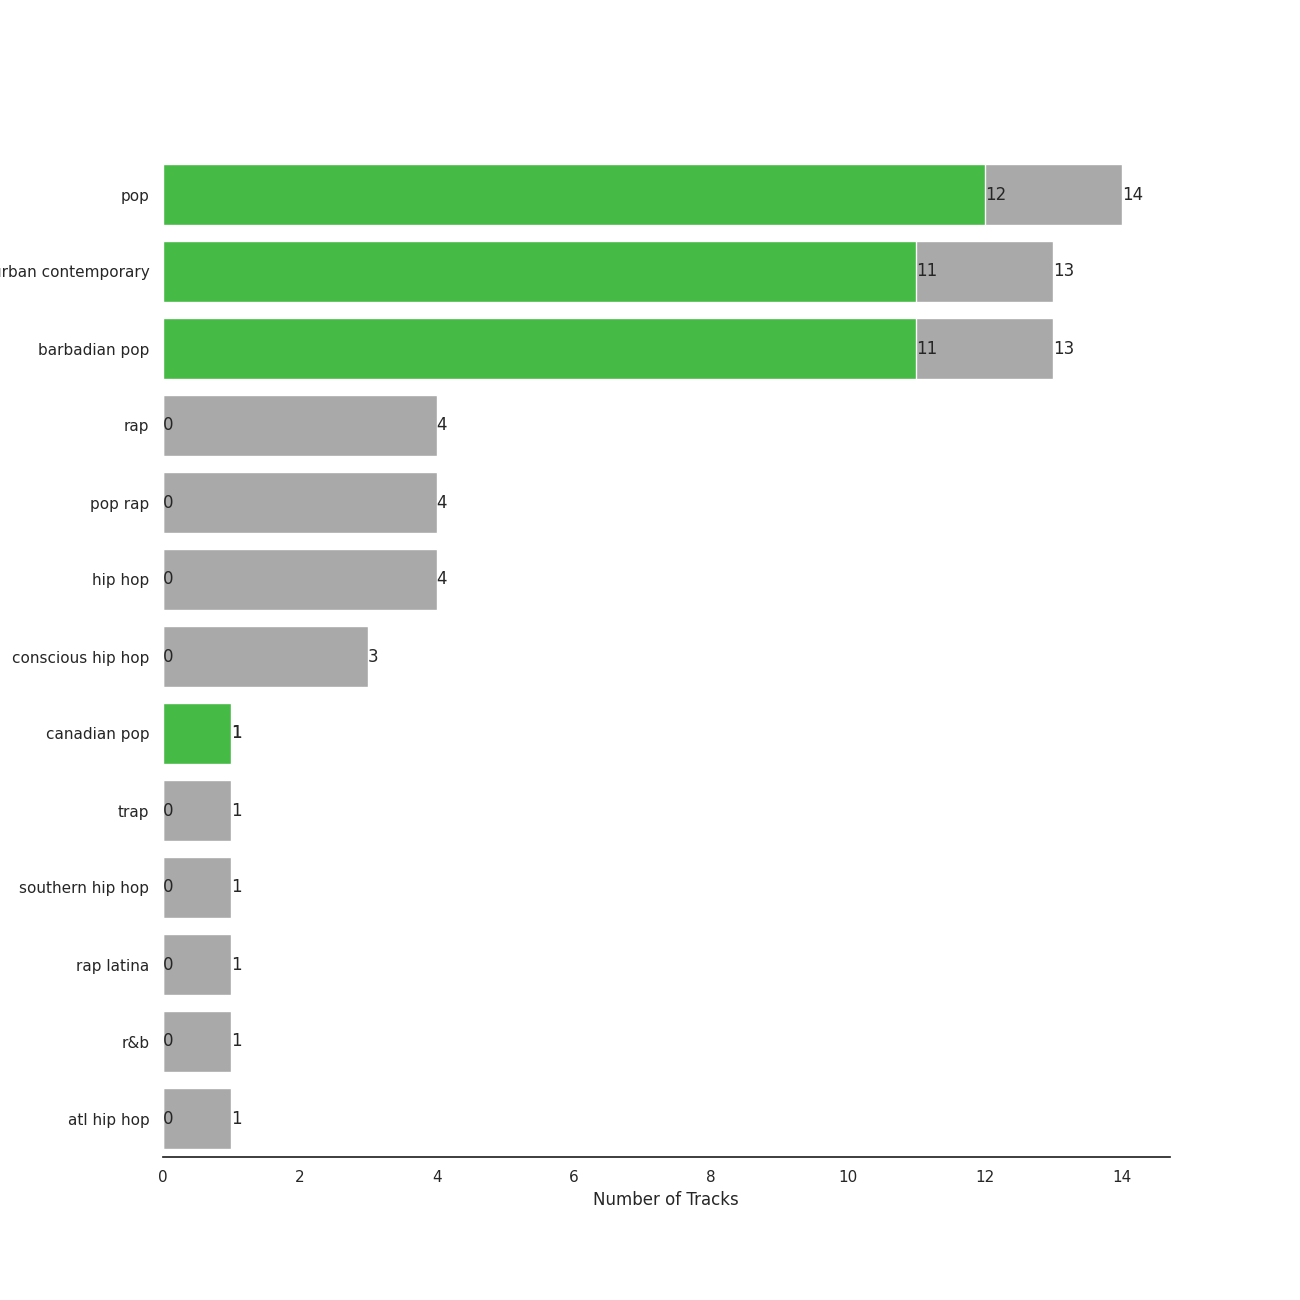 pop 12 14
rban contemporary 11 13
barbadian pop 11 13
rap 0 4
pop rap 0 4
hip hop 0 4
conscious hip hop 0 3
canadian pop 1
trap 0 1
southern hip hop 0 1
rap latina 0 1
r&b 0 1
atl hip hop 0 1
0 2 4 6 8 10 12 14
Number of Tracks